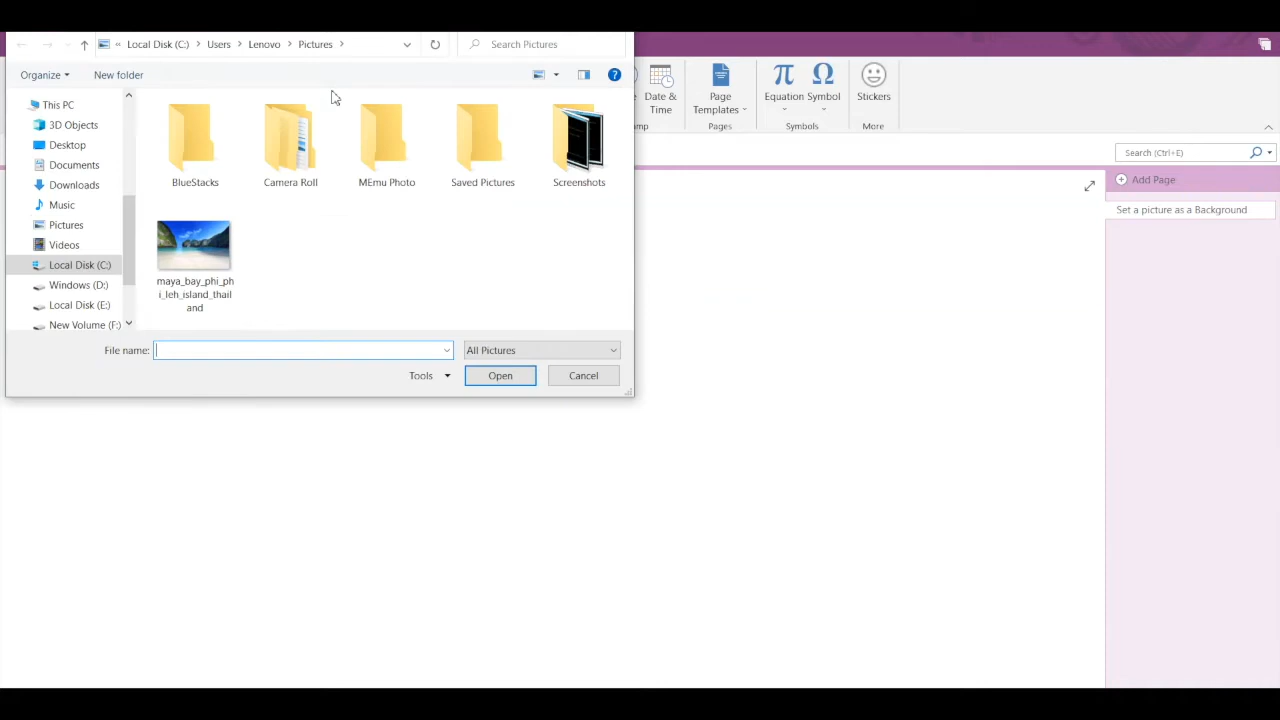 « Local Disk (C:) > Users > Lenovo > Pictures >
Search Pictures
Organize
New folder
This PC
3D Objects
Desktop
Documents
Downloads
Music
Pictures
Videos
Local Disk (C:)
Windows (D:)
Local Disk (E:)
New Volume (F:)
BlueStacks
Camera Roll
MEmu Photo
Saved Pictures
Screenshots
maya_bay_phi_ph
i_leh_island_thail
and
File name:
All Pictures
Tools
Open
Cancel
Date &
Time
Page
Templates
Pages
π
Equation
Ω
Symbol
Symbols
Stickers
More
Search (Ctrl+E)
Add Page
Set a picture as a Background